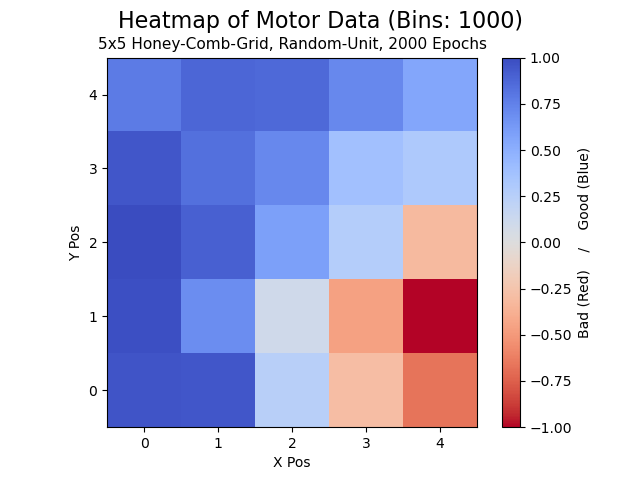 Heatmap of Motor Data (Bins: 1000)
5x5 Honey-Comb-Grid, Random-Unit, 2000 Epochs
4
3
2
1
0
Y Pos
0 1 2 3 4
X Pos
1.00
0.75
0.50
0.25
0.00
−0.25
−0.50
−0.75
−1.00
Bad (Red) / Good (Blue)